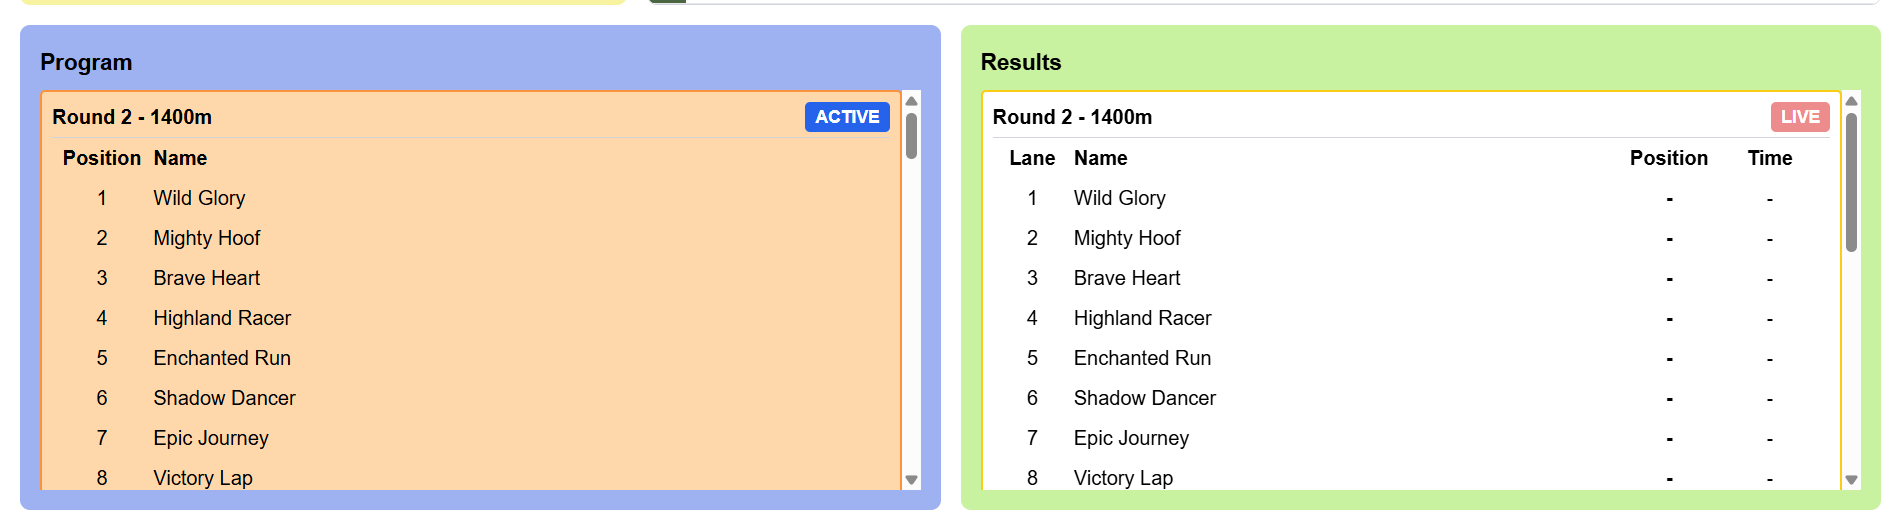 Program
Round 2 - 1400m ACTIVE
Position Name
1 Wild Glory
2 Mighty Hoof
3 Brave Heart
4 Highland Racer
5 Enchanted Run
6 Shadow Dancer
7 Epic Journey
8 Victory Lap
Results
Round 2 - 1400m LIVE
Lane Name Position Time
1 Wild Glory - -
2 Mighty Hoof - -
3 Brave Heart - -
4 Highland Racer - -
5 Enchanted Run - -
6 Shadow Dancer - -
7 Epic Journey - -
8 Victory Lap - -